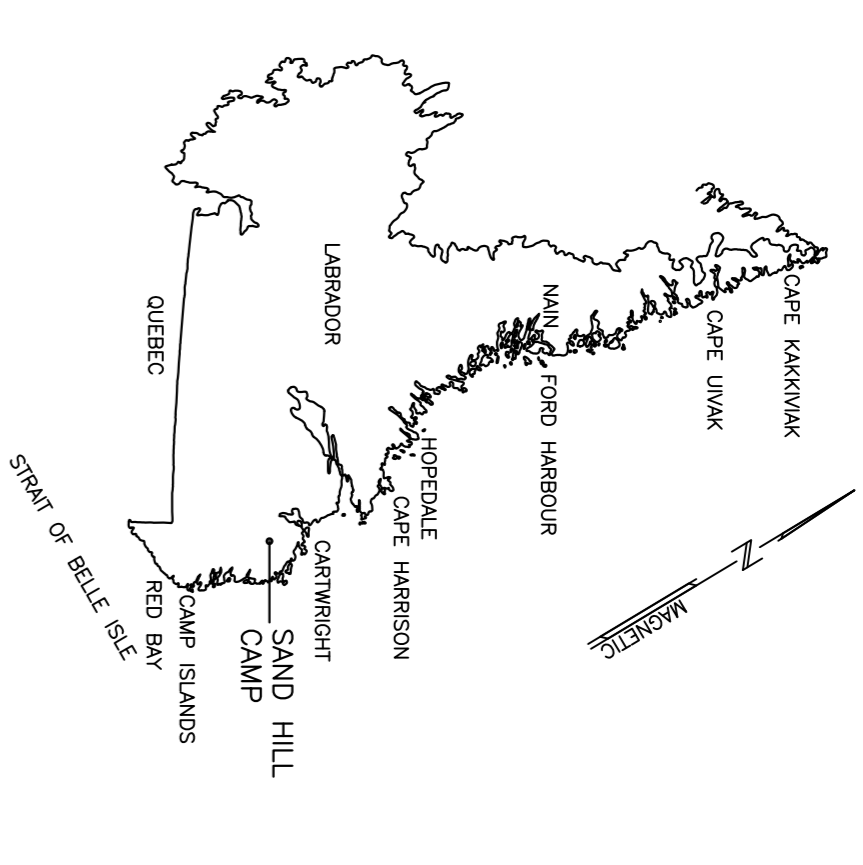 CAPE KAKKIVIAK
CAPE UIVAK
NAIN
FORD HARBOUR
HOPEDALE
CAPE HARRISON
LABRADOR
CARTWRIGHT
SAND HILL
CAMP
QUEBEC
CAMP ISLANDS
RED BAY
STRAIT OF BELLE ISLE
N
MAGNETIC